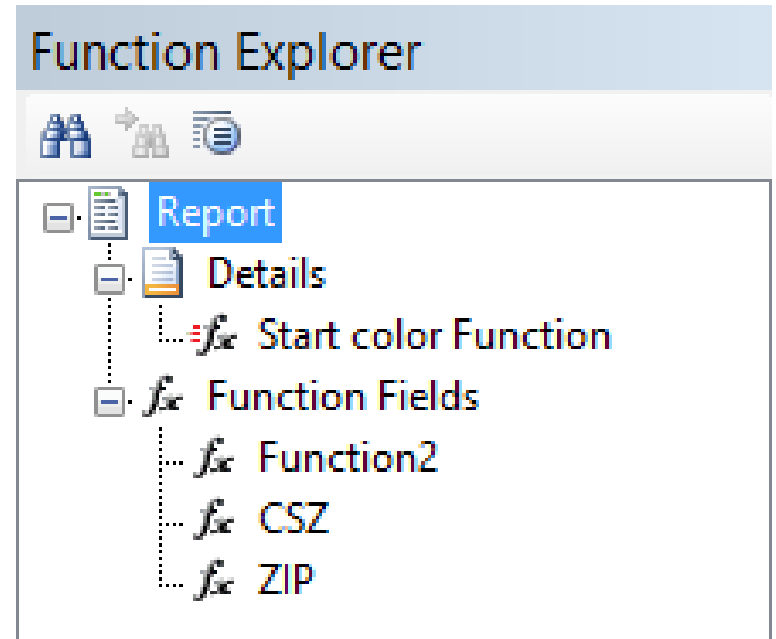 Function Explorer
Report
Details
Start color Function
Function Fields
Function2
CSZ
ZIP